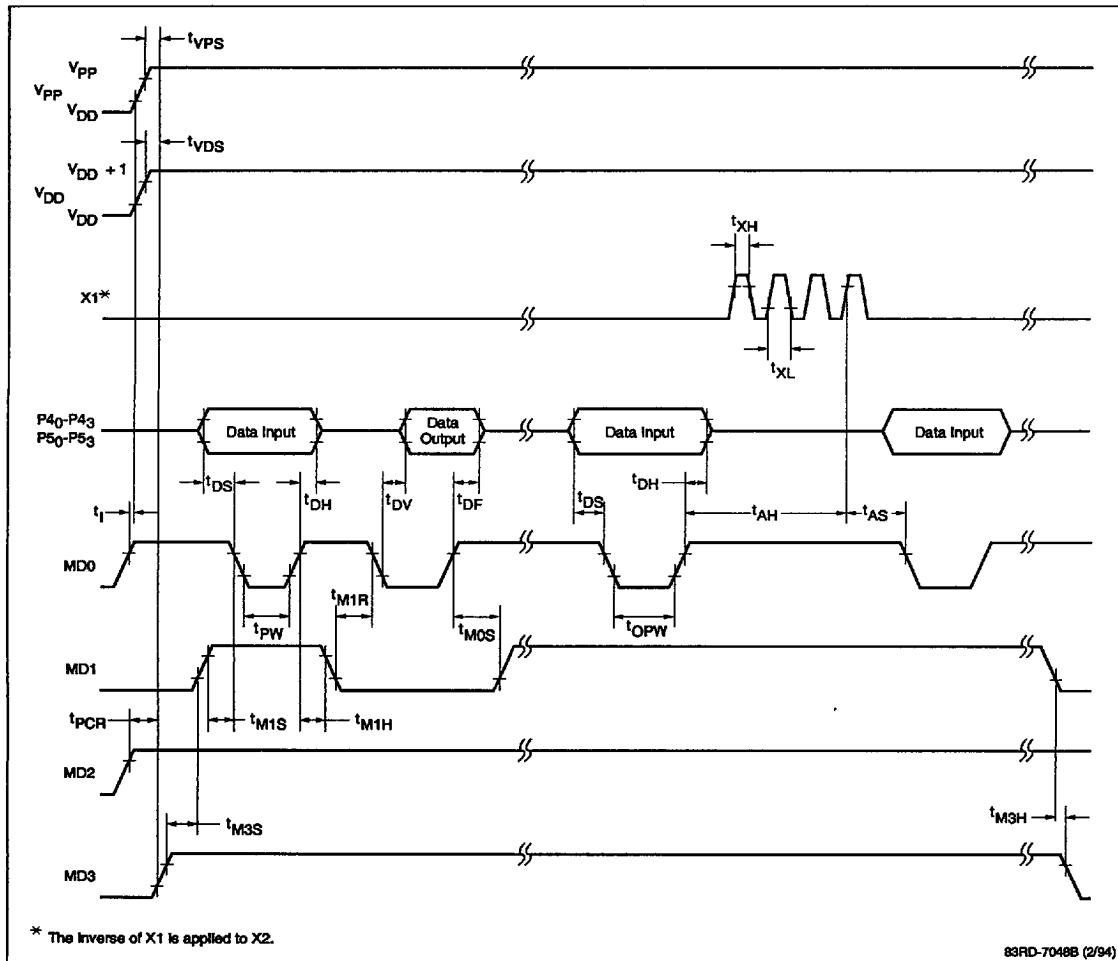 tVPS
VPP
VPP
VDD
tVDS
VDD + 1
VDD
VDD
tXH
X1*
tXL
P40-P43
P50-P53
Data Input
Data Output
Data Input
Data Input
tDS
tDH
tDV
tDF
tDS
tDH
tAH
tAS
tI
MD0
tPW
tM1R
tM0S
tOPW
MD1
tPCR
tM1S
tM1H
MD2
tM3S
tM3H
MD3
* The inverse of X1 is applied to X2.
83RD-7048B (2/94)